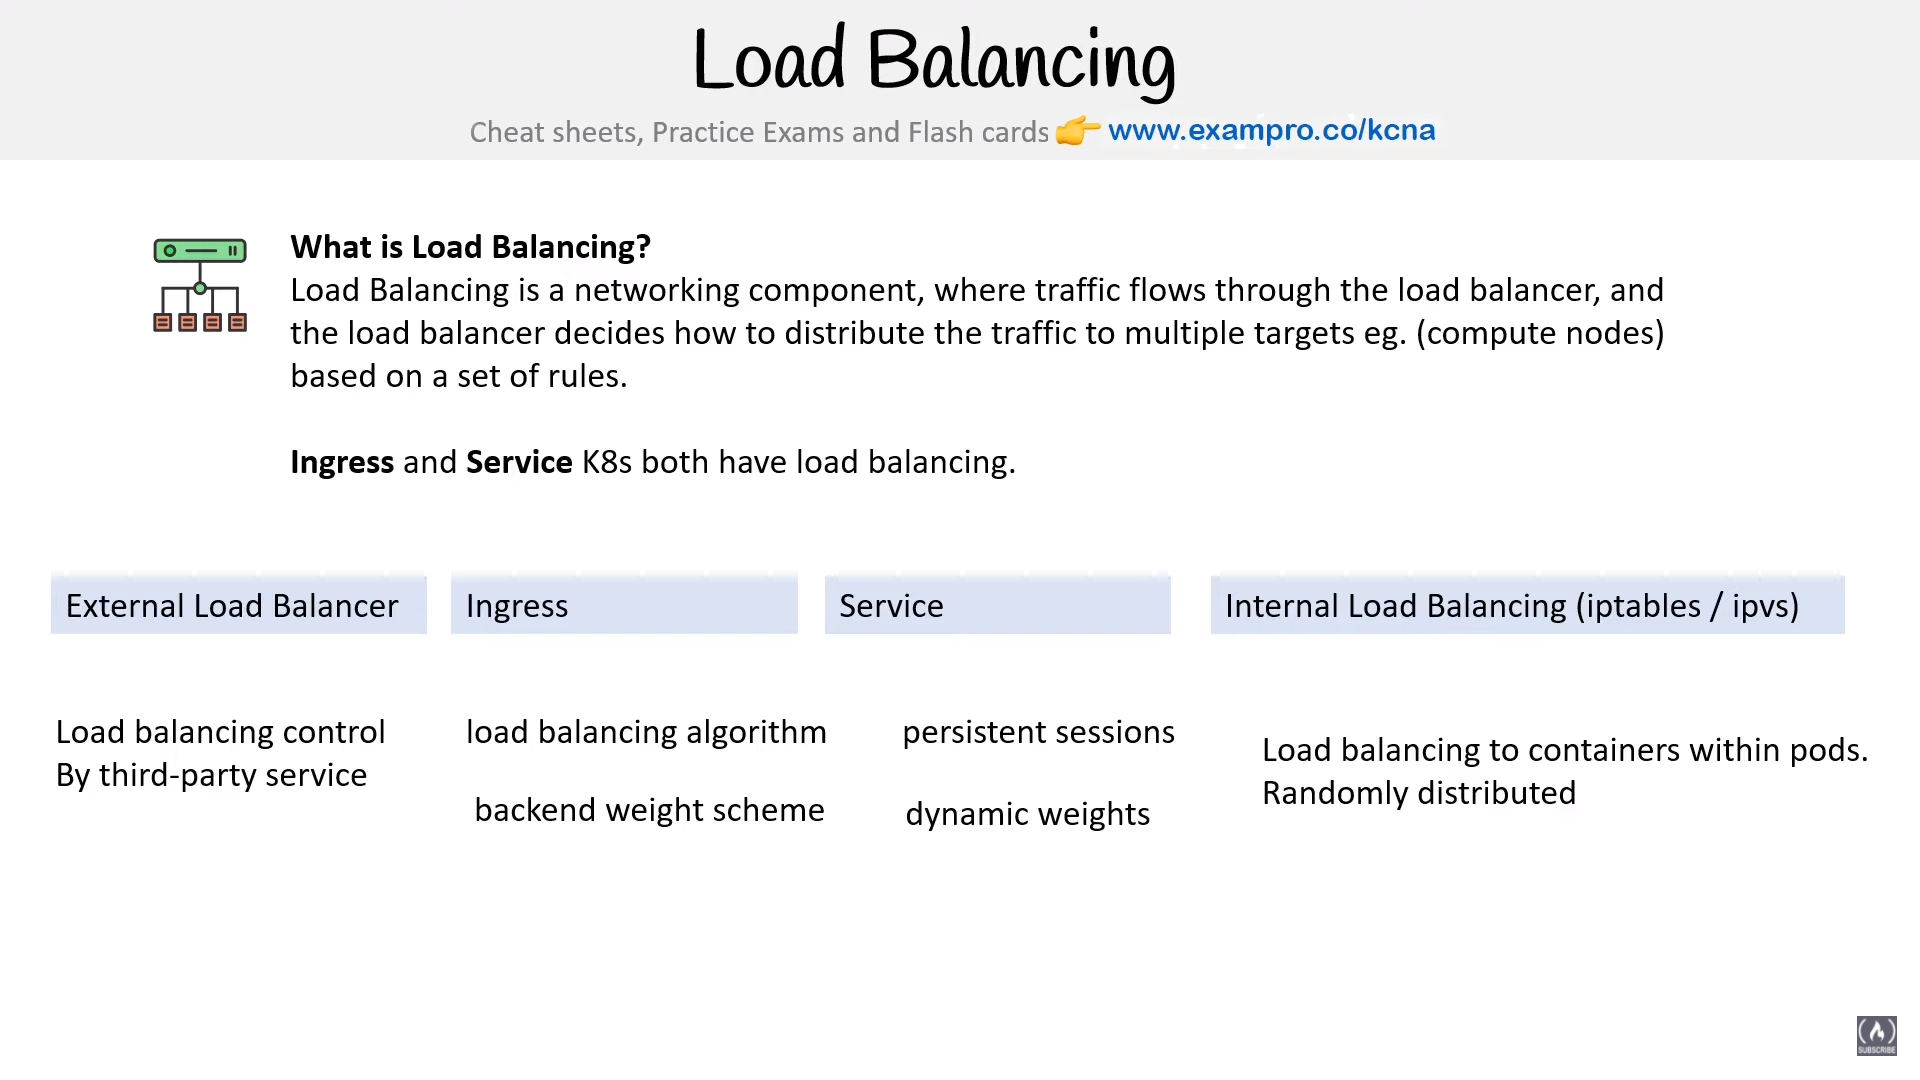 Load Balancing
Cheat sheets, Practice Exams and Flash cards 👉 www.exampro.co/kcna
What is Load Balancing?
Load Balancing is a networking component, where traffic flows through the load balancer, and
the load balancer decides how to distribute the traffic to multiple targets eg. (compute nodes)
based on a set of rules.
Ingress and Service K8s both have load balancing.
External Load Balancer
Ingress
Service
Internal Load Balancing (iptables / ipvs)
Load balancing control
By third-party service
load balancing algorithm
backend weight scheme
persistent sessions
dynamic weights
Load balancing to containers within pods.
Randomly distributed
SUBSCRIBE